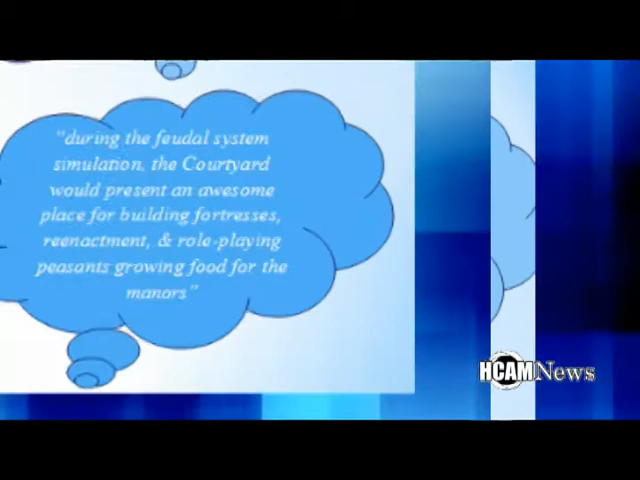 "during the feudal system
simulation, the Courtyard
would present an awesome
place for building fortresses,
reenactment, & role-playing
peasants growing food for the
manors"
HCAMNews